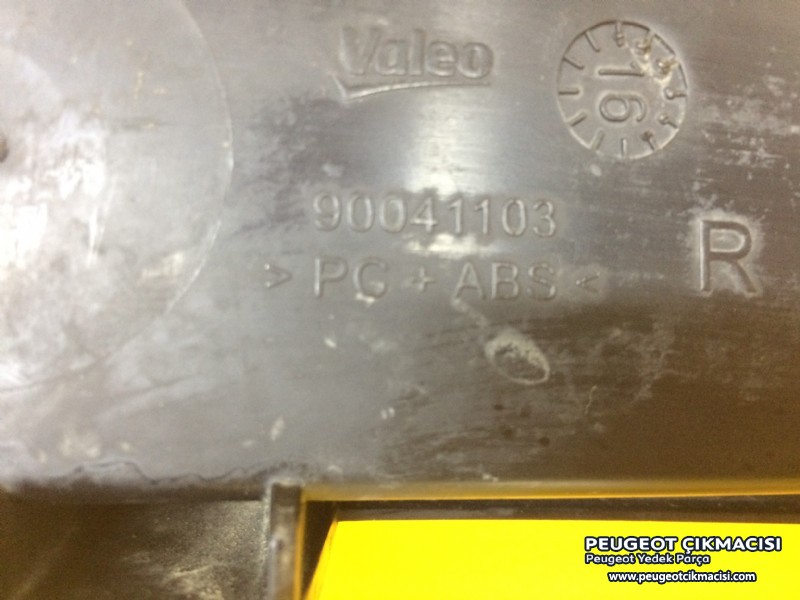 Valeo
16
90041103
> PC + ABS <
R
PEUGEOT ÇIKMACISI
Peugeot Yedek Parça
www.peugeotcikmacisi.com